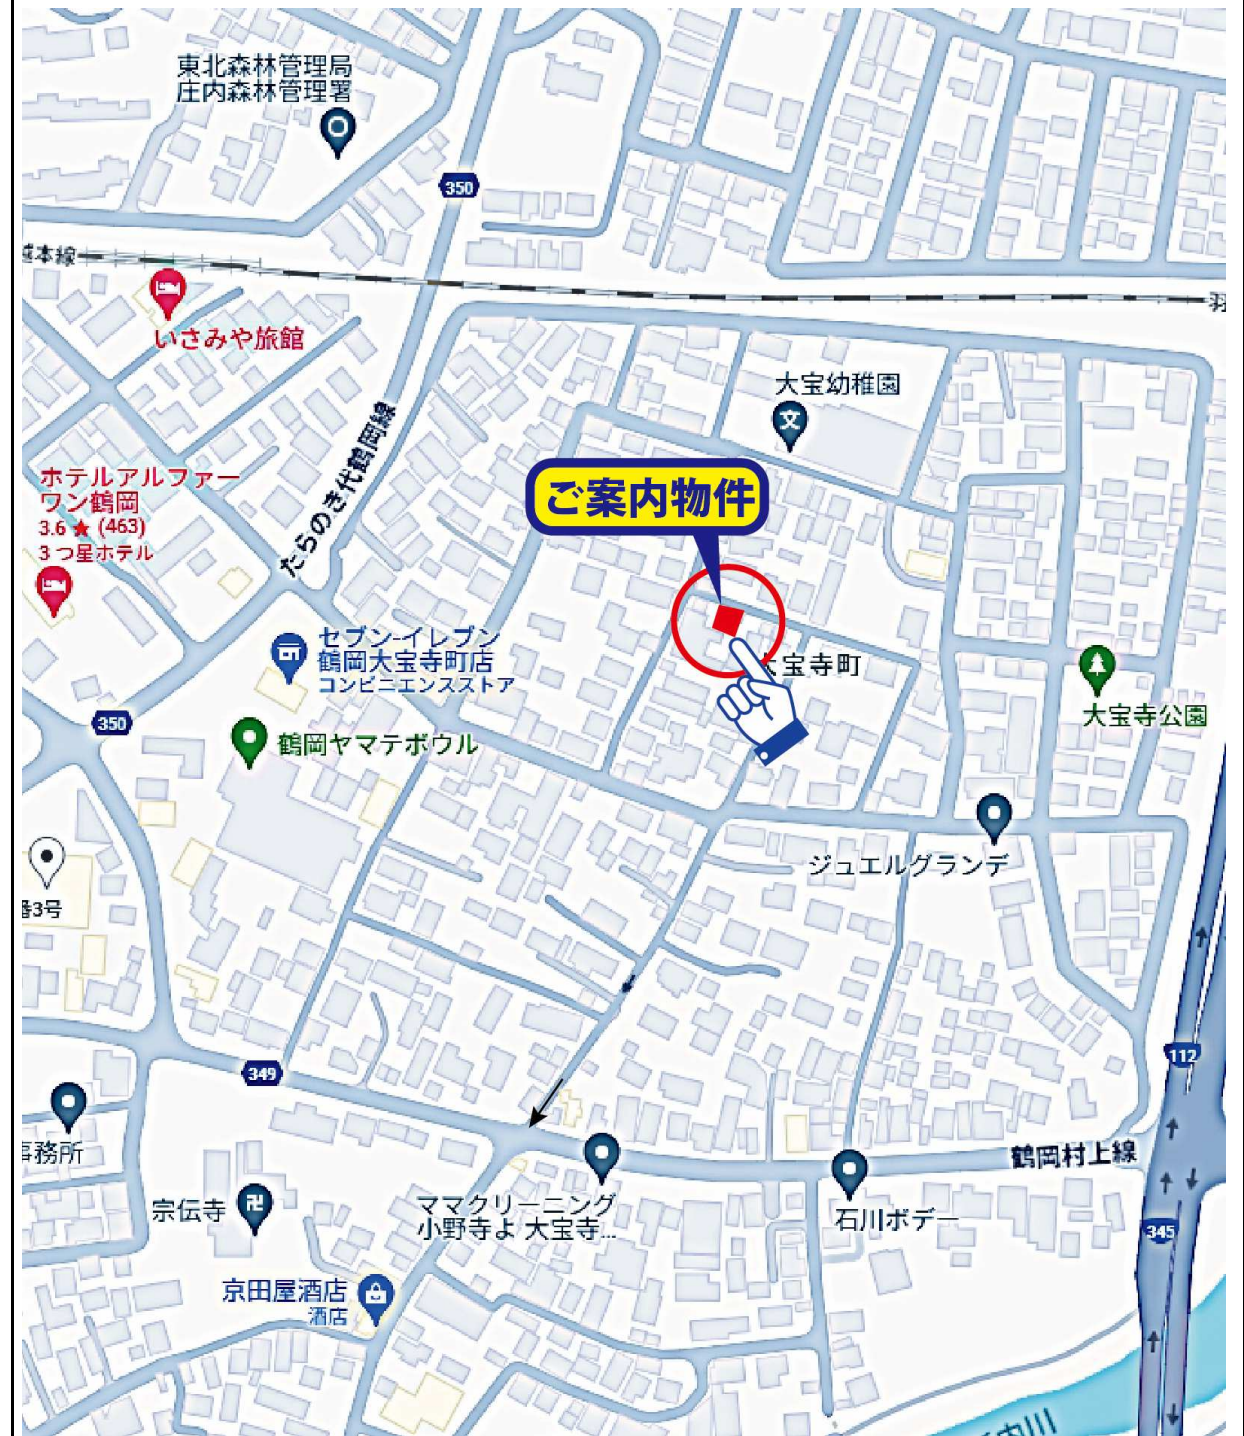 東北森林管理局
庄内森林管理署
350
本線
羽
いさみや旅館
大宝幼稚園
文
たらのき代鶴岡線
ホテルアルファー
ワン鶴岡
3.6 ★ (463)
3 つ星ホテル
ご案内物件
セブン-イレブン
鶴岡大宝寺町店
コンビニエンスストア
大宝寺町
大宝寺公園
350
鶴岡ヤマテボウル
ジュエルグランデ
番3号
112
349
事務所
鶴岡村上線
宗伝寺
卍
ママクリーニング
小野寺よ 大宝寺...
石川ボデー
345
京田屋酒店
酒店
内川